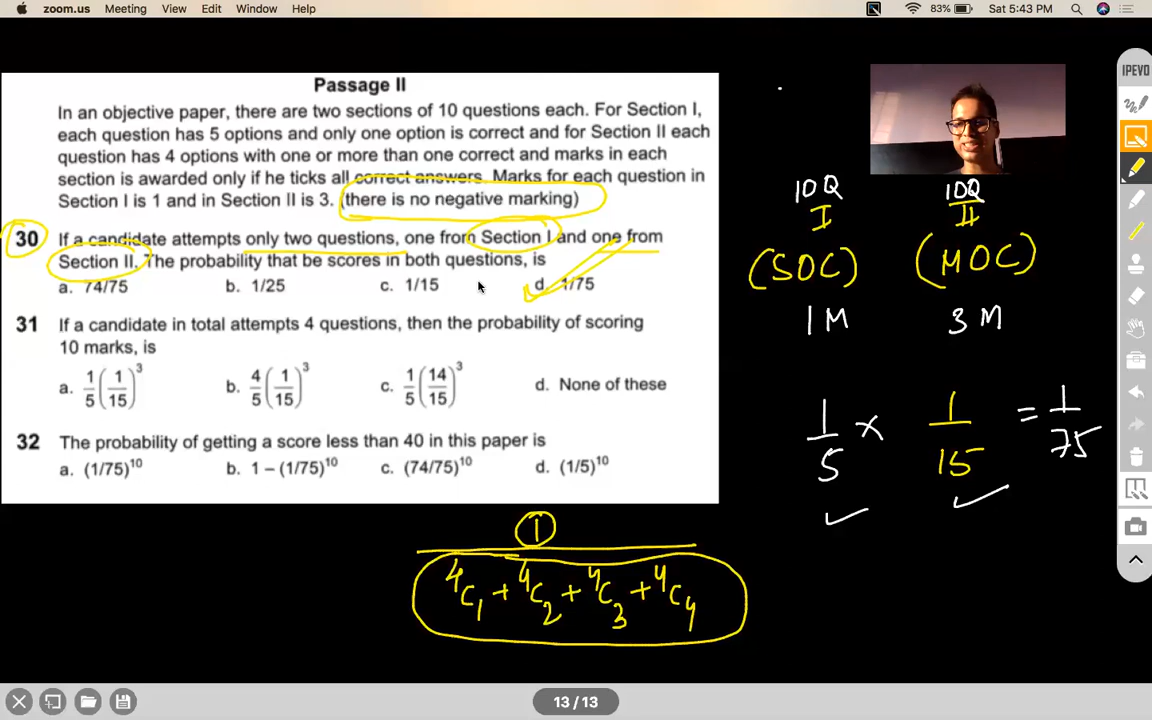 zoom.us Meeting View Edit Window Help 83% Sat 5:43 PM
IPEVO
Passage II
In an objective paper, there are two sections of 10 questions each. For Section I,
each question has 5 options and only one option is correct and for Section II each
question has 4 options with one or more than one correct and marks in each
section is awarded only if he ticks all correct answers. Marks for each question in
Section I is 1 and in Section II is 3. (there is no negative marking)
30 If a candidate attempts only two questions, one from Section I and one from
Section II. The probability that be scores in both questions, is
a. 74/75 b. 1/25 c. 1/15 d. 1/75
31 If a candidate in total attempts 4 questions, then the probability of scoring
10 marks, is
a. 1/5 (1/15)³ b. 4/5 (1/15)³ c. 1/5 (14/15)³ d. None of these
32 The probability of getting a score less than 40 in this paper is
a. (1/75)¹⁰ b. 1 – (1/75)¹⁰ c. (74/75)¹⁰ d. (1/5)¹⁰
10Q 10Q
I II
(SOC) (MOC)
1M 3M
1/5 × 1/15 = 1/75
1
⁴C₁ + ⁴C₂ + ⁴C₃ + ⁴C₄
13 / 13